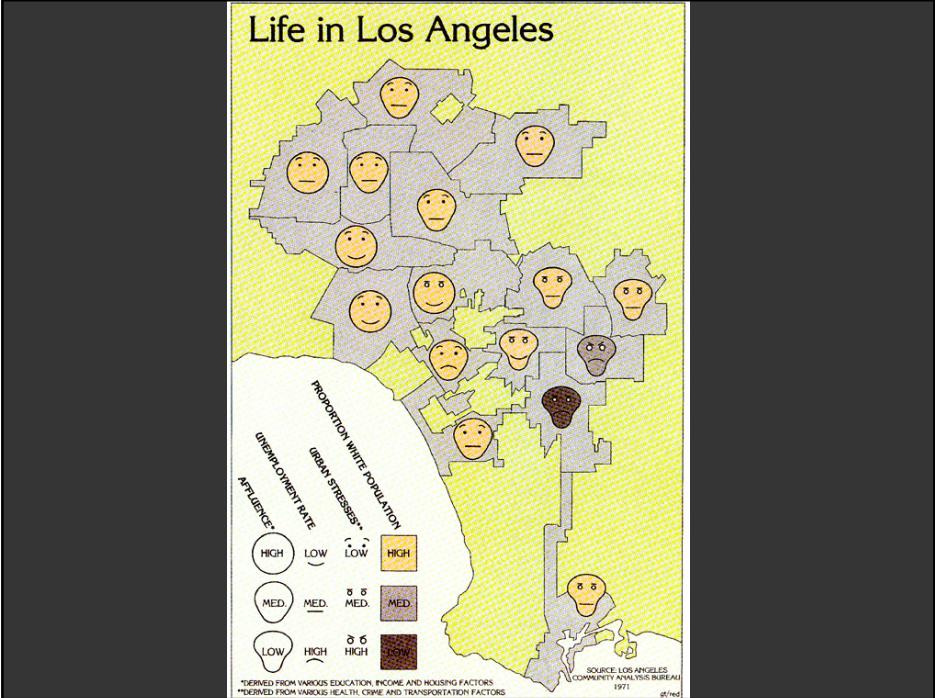 Life in Los Angeles
AFFLUENCE*
UNEMPLOYMENT RATE
URBAN STRESSES**
PROPORTION WHITE POPULATION
HIGH LOW LOW HIGH
MED. MED. MED. MED.
LOW HIGH HIGH LOW
*DERIVED FROM VARIOUS EDUCATION, INCOME AND HOUSING FACTORS
**DERIVED FROM VARIOUS HEALTH, CRIME AND TRANSPORTATION FACTORS
SOURCE: LOS ANGELES
COMMUNITY ANALYSIS BUREAU
1971
gt/red